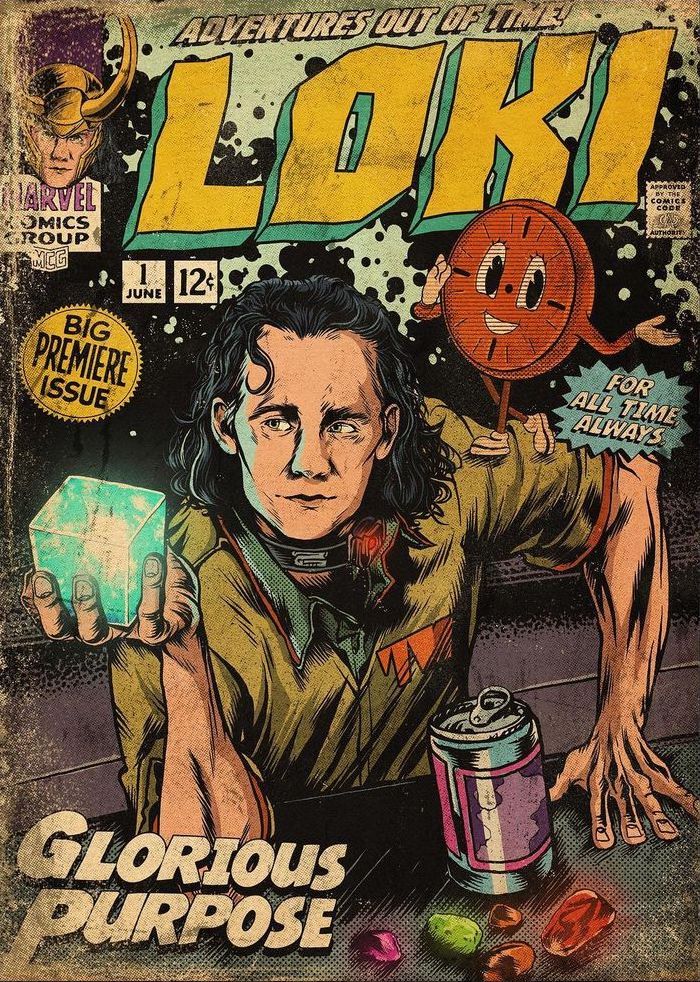 ADVENTURES OUT OF TIME!
LOKI
MARVEL
COMICS
GROUP
MCG
APPROVED
BY THE
COMICS
CODE
AUTHORITY
1
JUNE
12¢
BIG
PREMIERE
ISSUE
FOR
ALL TIME
ALWAYS
GLORIOUS
PURPOSE